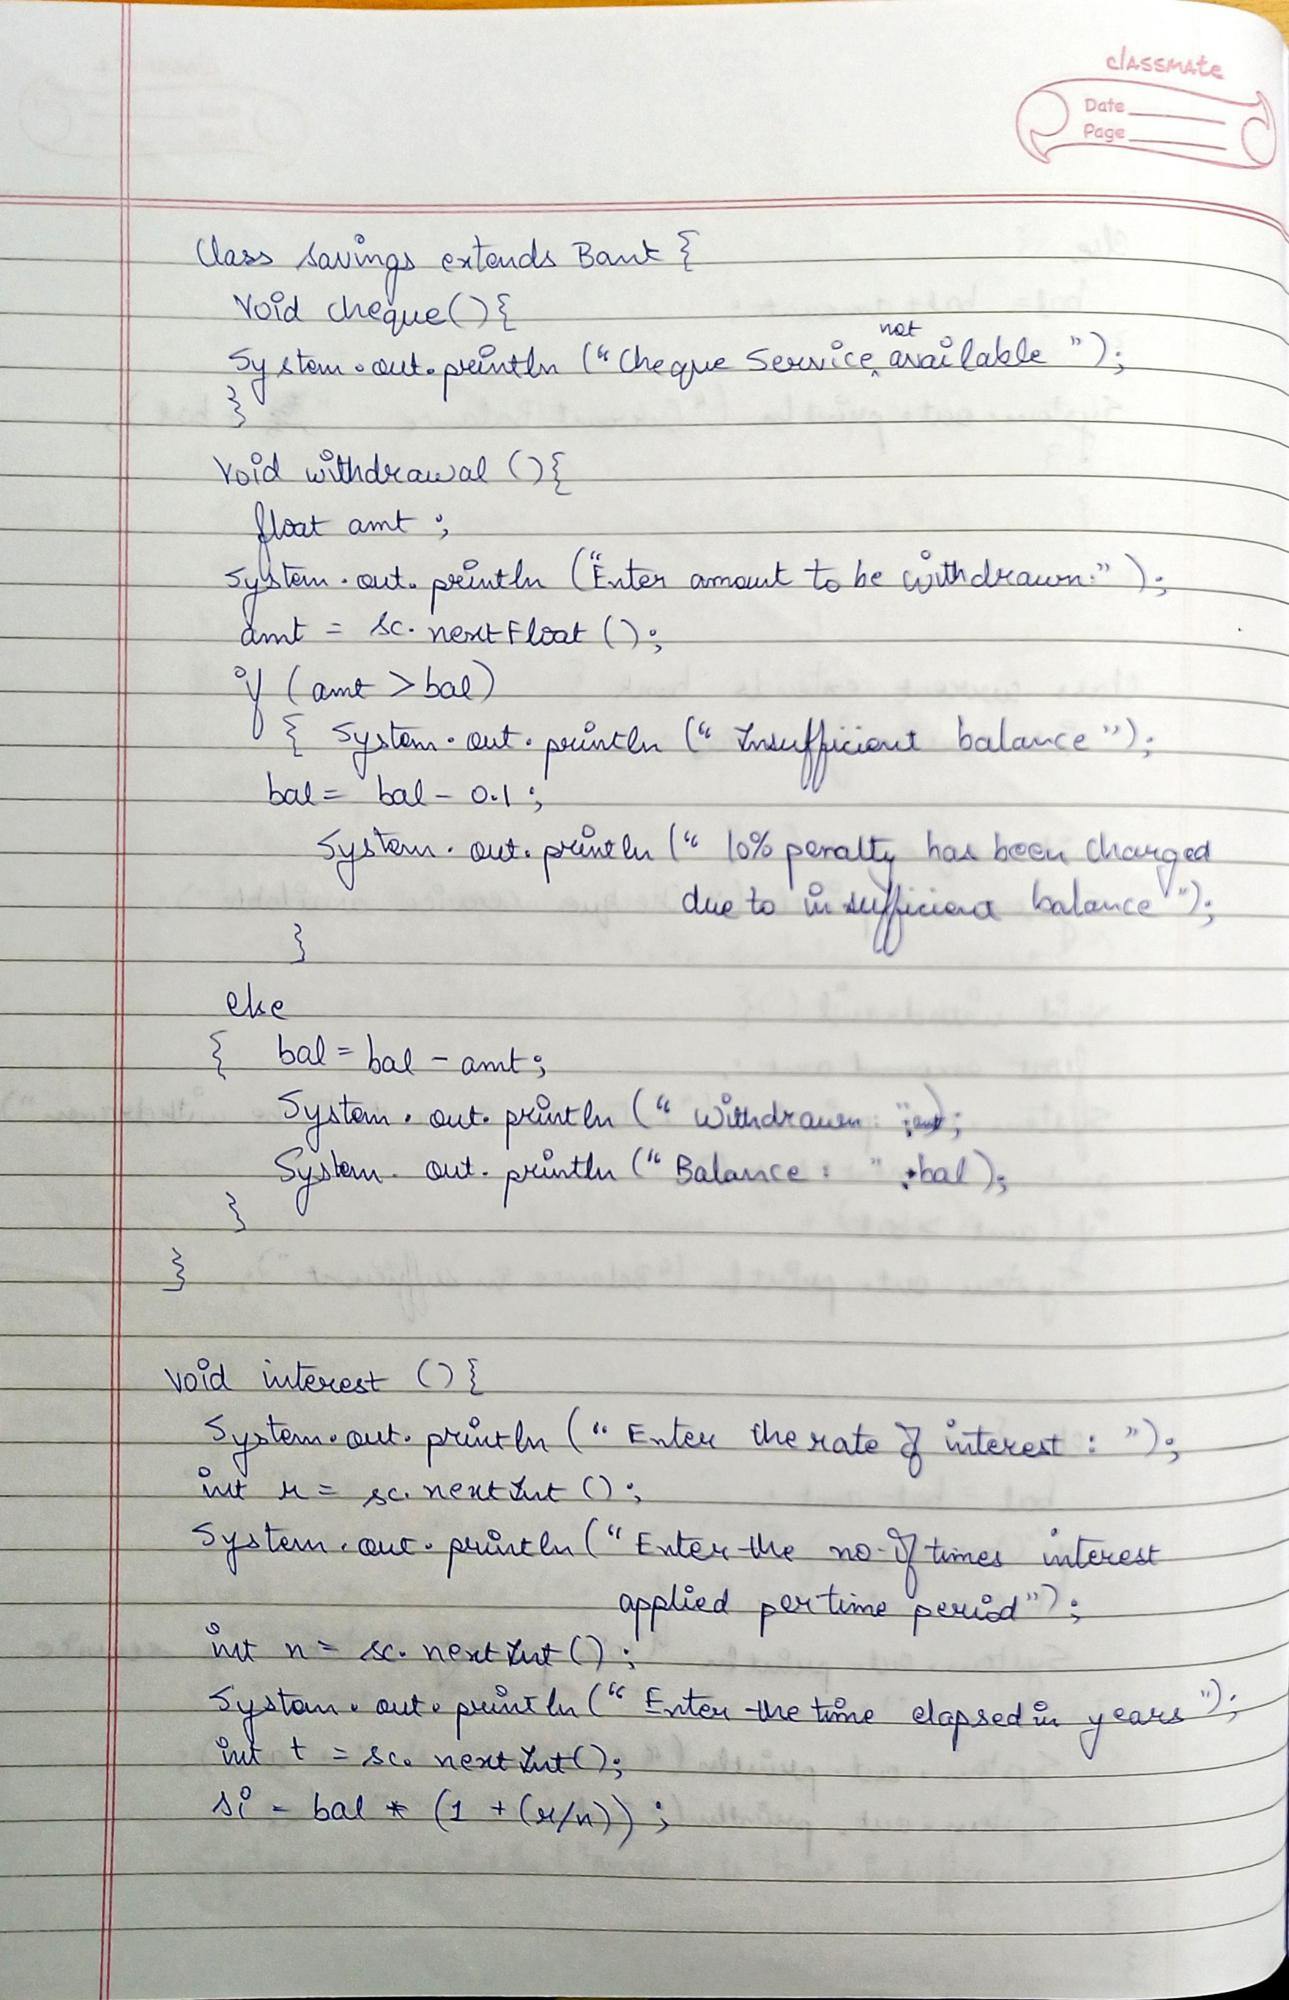 classmate
Date
Page
Class savings extends Bank {
Void cheque(){
System.out.println ("Cheque Service not available ");
}
Void withdrawal (){
float amt ;
System.out.println ("Enter amount to be withdrawn:" );
amt = sc.nextFloat ();
if (amt > bal)
{ System.out.println (" Insufficient balance ");
bal = bal - 0.1 ;
System.out.println (" 10% penalty has been charged
due to insufficient balance ");
}
else
{ bal = bal - amt;
System.out.println (" Withdrawn : "+amt);
System.out.println (" Balance : " +bal );
}
}
Void interest (){
System.out.println (" Enter the rate of interest : ");
int r = sc.nextInt ();
System.out.println (" Enter the no.of times interest
applied per time period");
int n = sc.nextInt () ;
System.out.println (" Enter the time elapsed in years ");
int t = sc.nextInt();
si = bal * (1 + (r/n)) ;